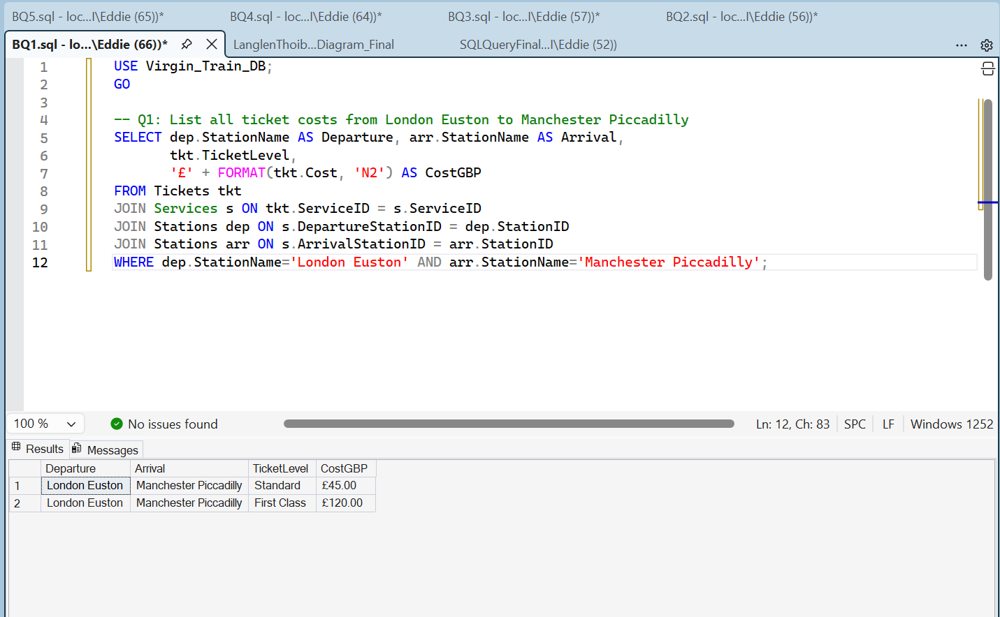 BQ5.sql - loc...l\Eddie (65))* BQ4.sql - loc...l\Eddie (64))* BQ3.sql - loc...l\Eddie (57))* BQ2.sql - loc...l\Eddie (56))*
BQ1.sql - lo...\Eddie (66))* LanglenThoib...Diagram_Final SQLQueryFinal...l\Eddie (52))
1 USE Virgin_Train_DB;
2 GO
3
4 -- Q1: List all ticket costs from London Euston to Manchester Piccadilly
5 SELECT dep.StationName AS Departure, arr.StationName AS Arrival,
6 tkt.TicketLevel,
7 '£' + FORMAT(tkt.Cost, 'N2') AS CostGBP
8 FROM Tickets tkt
9 JOIN Services s ON tkt.ServiceID = s.ServiceID
10 JOIN Stations dep ON s.DepartureStationID = dep.StationID
11 JOIN Stations arr ON s.ArrivalStationID = arr.StationID
12 WHERE dep.StationName='London Euston' AND arr.StationName='Manchester Piccadilly';
100 % No issues found Ln: 12, Ch: 83 SPC LF Windows 1252
Results Messages
Departure Arrival TicketLevel CostGBP
1 London Euston Manchester Piccadilly Standard £45.00
2 London Euston Manchester Piccadilly First Class £120.00